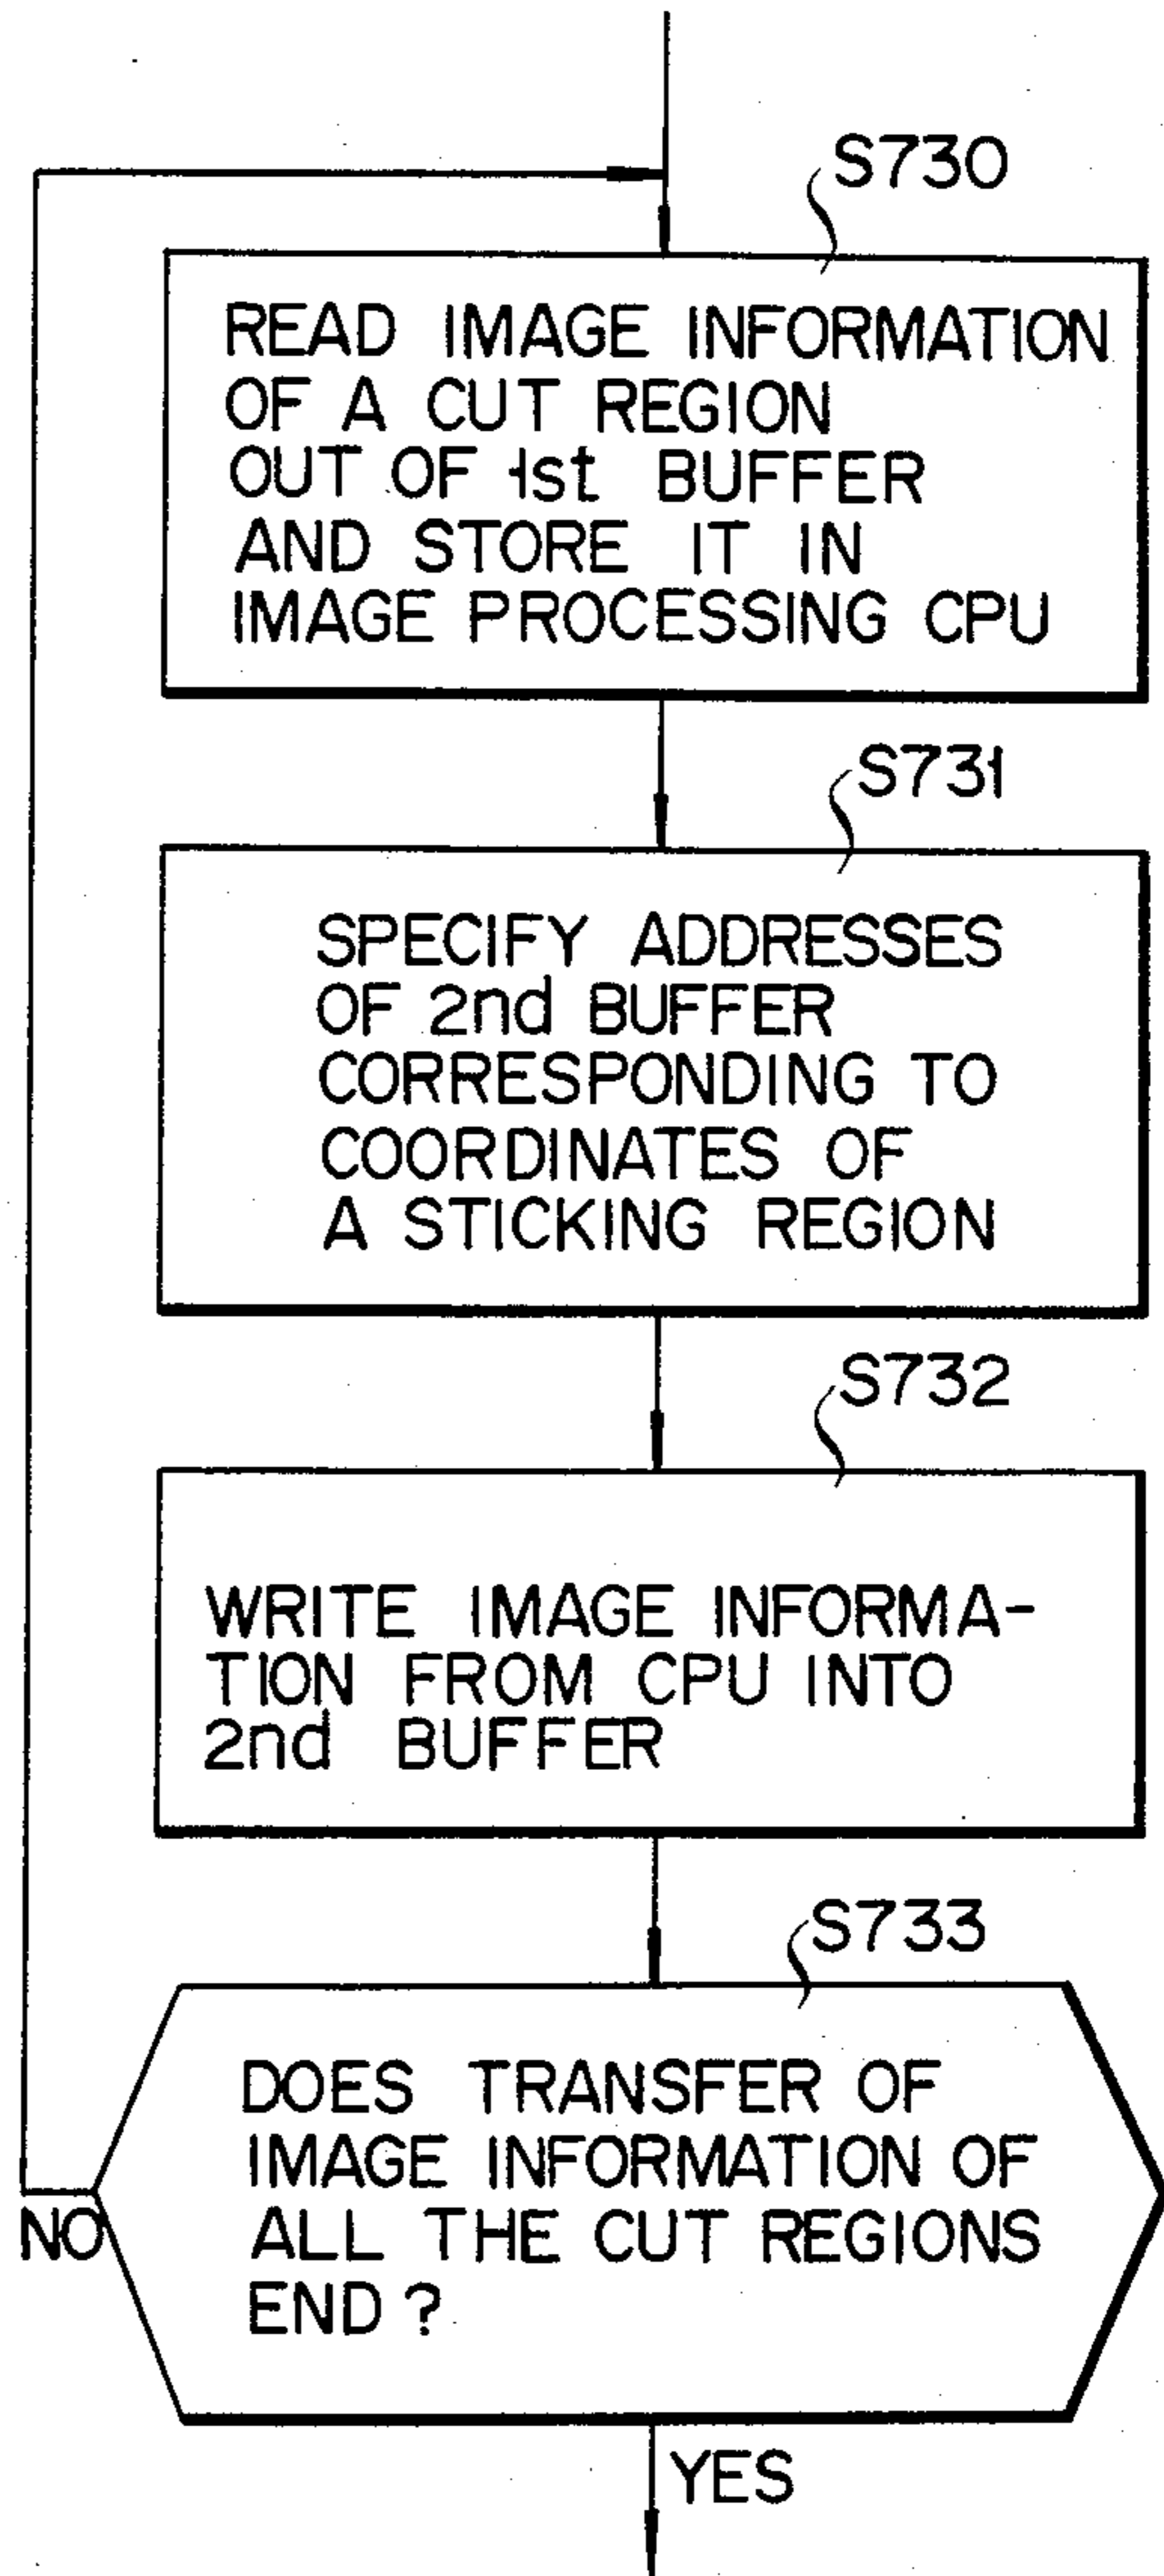 S730
READ IMAGE INFORMATION
OF A CUT REGION
OUT OF 1st BUFFER
AND STORE IT IN
IMAGE PROCESSING CPU
S731
SPECIFY ADDRESSES
OF 2nd BUFFER
CORRESPONDING TO
COORDINATES OF
A STICKING REGION
S732
WRITE IMAGE INFORMA-
TION FROM CPU INTO
2nd BUFFER
S733
DOES TRANSFER OF
IMAGE INFORMATION OF
ALL THE CUT REGIONS
END ?
NO
YES